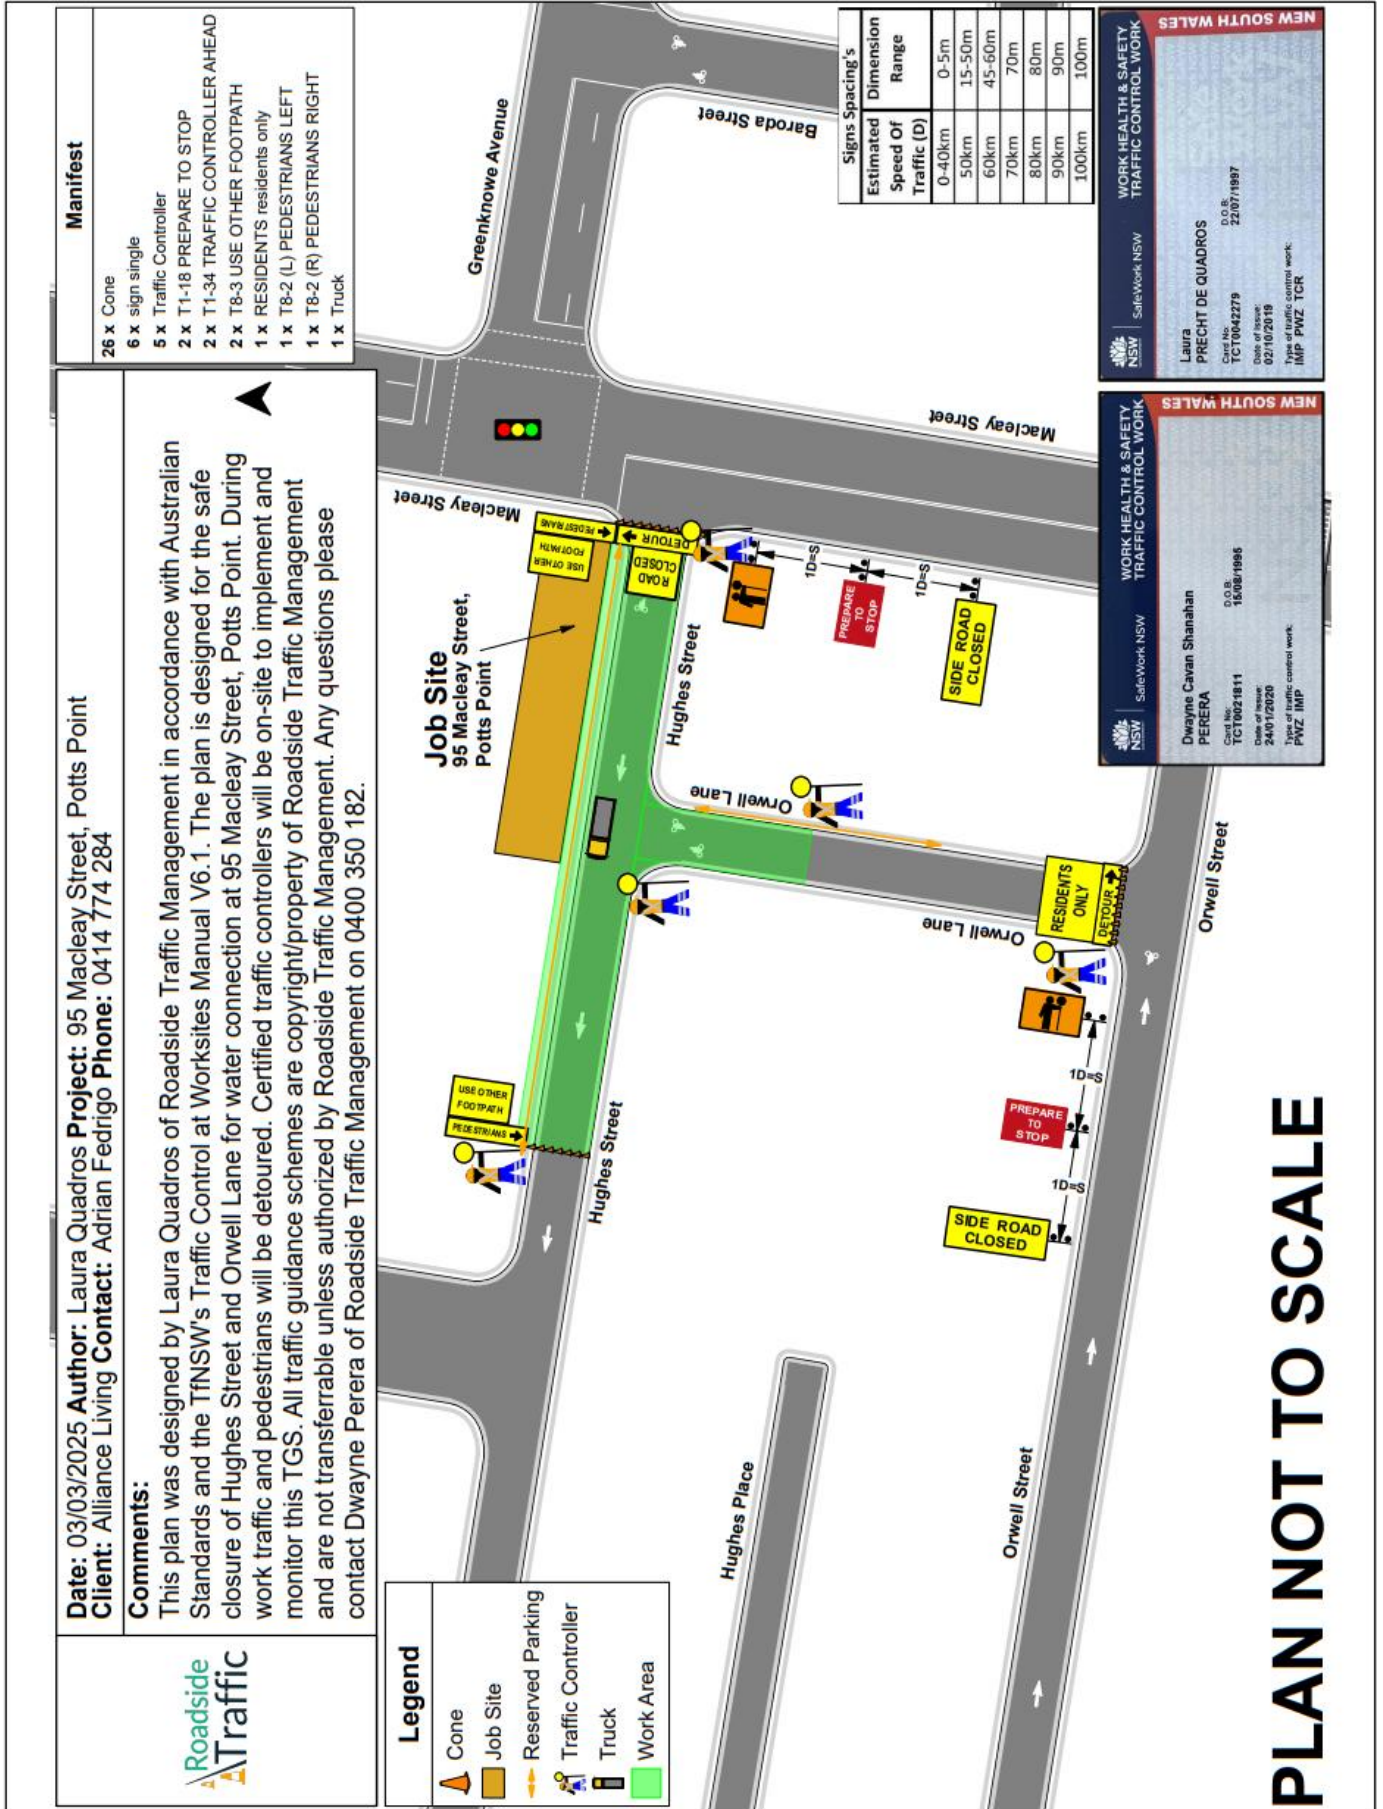 Roadside
Traffic
Date: 03/03/2025 Author: Laura Quadros Project: 95 Macleay Street, Potts Point
Client: Alliance Living Contact: Adrian Fedrigo Phone: 0414 774 284
Comments:
This plan was designed by Laura Quadros of Roadside Traffic Management in accordance with Australian
Standards and the TfNSW's Traffic Control at Worksites Manual V6.1. The plan is designed for the safe
closure of Hughes Street and Orwell Lane for water connection at 95 Macleay Street, Potts Point. During
work traffic and pedestrians will be detoured. Certified traffic controllers will be on-site to implement and
monitor this TGS. All traffic guidance schemes are copyright/property of Roadside Traffic Management
and are not transferrable unless authorized by Roadside Traffic Management. Any questions please
contact Dwayne Perera of Roadside Traffic Management on 0400 350 182.
Manifest
26 x Cone
6 x sign single
5 x Traffic Controller
2 x T1-18 PREPARE TO STOP
2 x T1-34 TRAFFIC CONTROLLER AHEAD
2 x T8-3 USE OTHER FOOTPATH
1 x RESIDENTS residents only
1 x T8-2 (L) PEDESTRIANS LEFT
1 x T8-2 (R) PEDESTRIANS RIGHT
1 x Truck
Legend
Cone
Job Site
Reserved Parking
Traffic Controller
Truck
Work Area
Greenknowe Avenue
Macleay Street
Baroda Street
Macleay Street
Job Site
95 Macleay Street,
Potts Point
USE OTHER
FOOTPATH
PEDESTRIANS
USE OTHER
FOOTPATH
PEDESTRIANS
DETOUR
ROAD
CLOSED
Hughes Street
Hughes Street
1D=S
PREPARE
TO
STOP
1D=S
SIDE ROAD
CLOSED
Orwell Lane
Orwell Lane
RESIDENTS
ONLY
DETOUR
1D=S
PREPARE
TO
STOP
1D=S
SIDE ROAD
CLOSED
Hughes Place
Orwell Street
Orwell Street
Signs Spacing's
Estimated Speed Of Traffic (D) Dimension Range
0-40km 0-5m
50km 15-50m
60km 45-60m
70km 70m
80km 80m
90km 90m
100km 100m
NSW SafeWork NSW
WORK HEALTH & SAFETY
TRAFFIC CONTROL WORK
Dwayne Cavan Shanahan
PERERA
Card No: D.O.B:
TCT0021811 15/08/1995
Date of issue:
24/01/2020
Type of traffic control work:
PWZ IMP
NEW SOUTH WALES
NSW SafeWork NSW
WORK HEALTH & SAFETY
TRAFFIC CONTROL WORK
Laura
PRECHT DE QUADROS
Card No: D.O.B:
TCT0042279 22/07/1997
Date of issue:
02/10/2019
Type of traffic control work:
IMP PWZ TCR
NEW SOUTH WALES
PLAN NOT TO SCALE